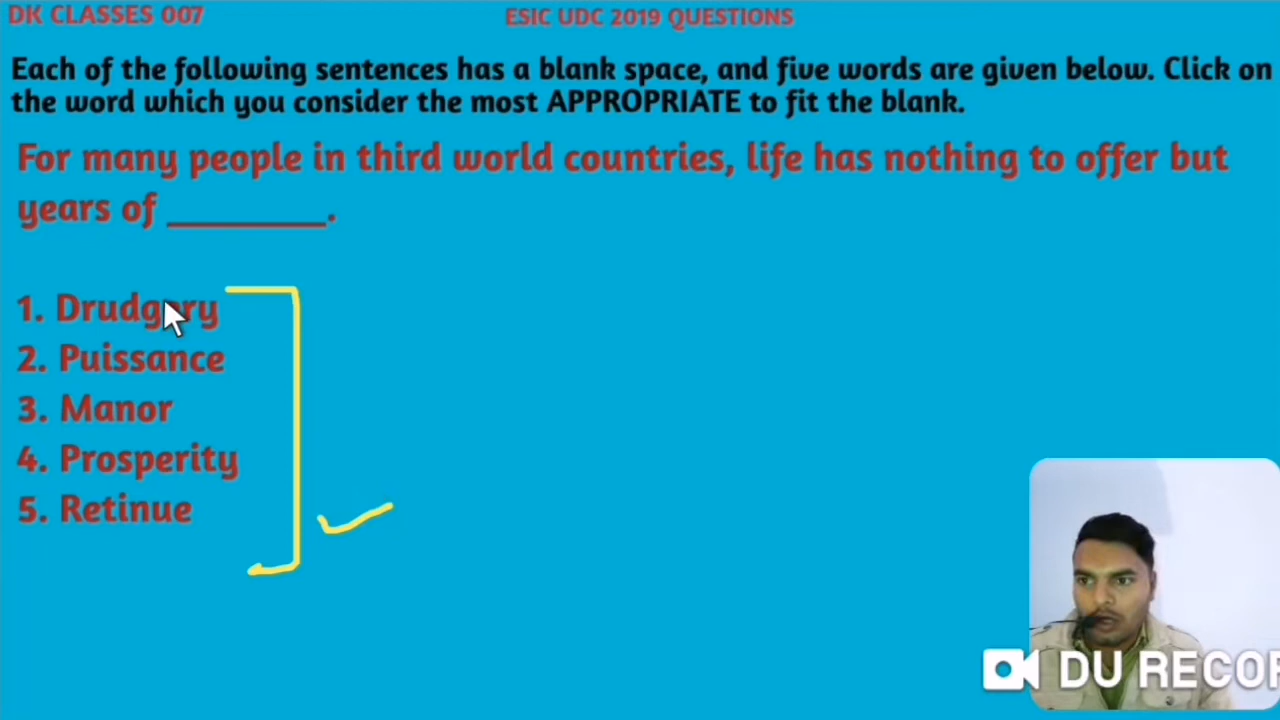 DK CLASSES 007
ESIC UDC 2019 QUESTIONS
Each of the following sentences has a blank space, and five words are given below. Click on
the word which you consider the most APPROPRIATE to fit the blank.
For many people in third world countries, life has nothing to offer but
years of ________.
1. Drudgery
2. Puissance
3. Manor
4. Prosperity
5. Retinue
DU RECOR